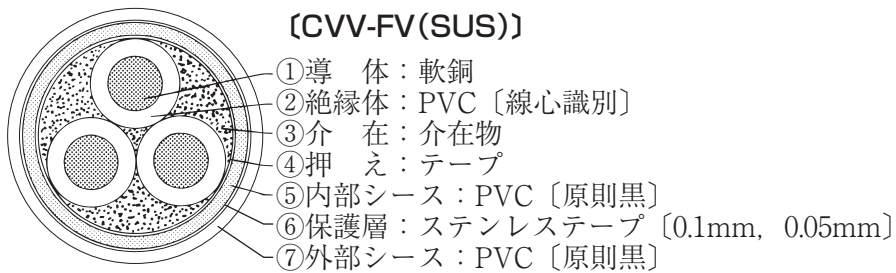 〔CVV-FV(SUS)〕
①導　体：軟銅
②絶縁体：PVC〔線心識別〕
③介　在：介在物
④押　え：テープ
⑤内部シース：PVC〔原則黒〕
⑥保護層：ステンレステープ〔0.1mm，0.05mm〕
⑦外部シース：PVC〔原則黒〕